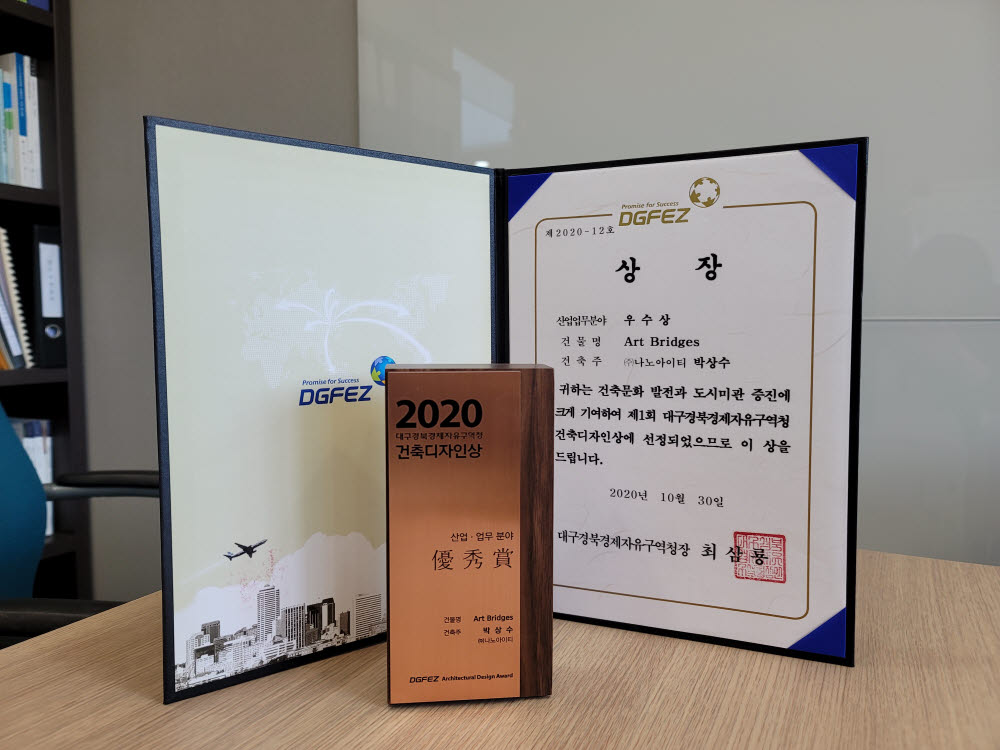 Promise for Success
DGFEZ
2020
대구경북경제자유구역청
건축디자인상
산업 · 업무 분야
優秀賞
건물명 Art Bridges
건축주 박 상 수
㈜나노아이티
DGFEZ Architectural Design Award
Promise for Success
DGFEZ
제2020-12호
상 장
산업업무분야 우 수 상
건 물 명 Art Bridges
건 축 주 ㈜나노아이티 박상수
귀하는 건축문화 발전과 도시미관 증진에
크게 기여하여 제1회 대구경북경제자유구역청
건축디자인상에 선정되었으므로 이 상을
드립니다.
2020년 10월 30일
대구경북경제자유구역청장 최 삼 룡